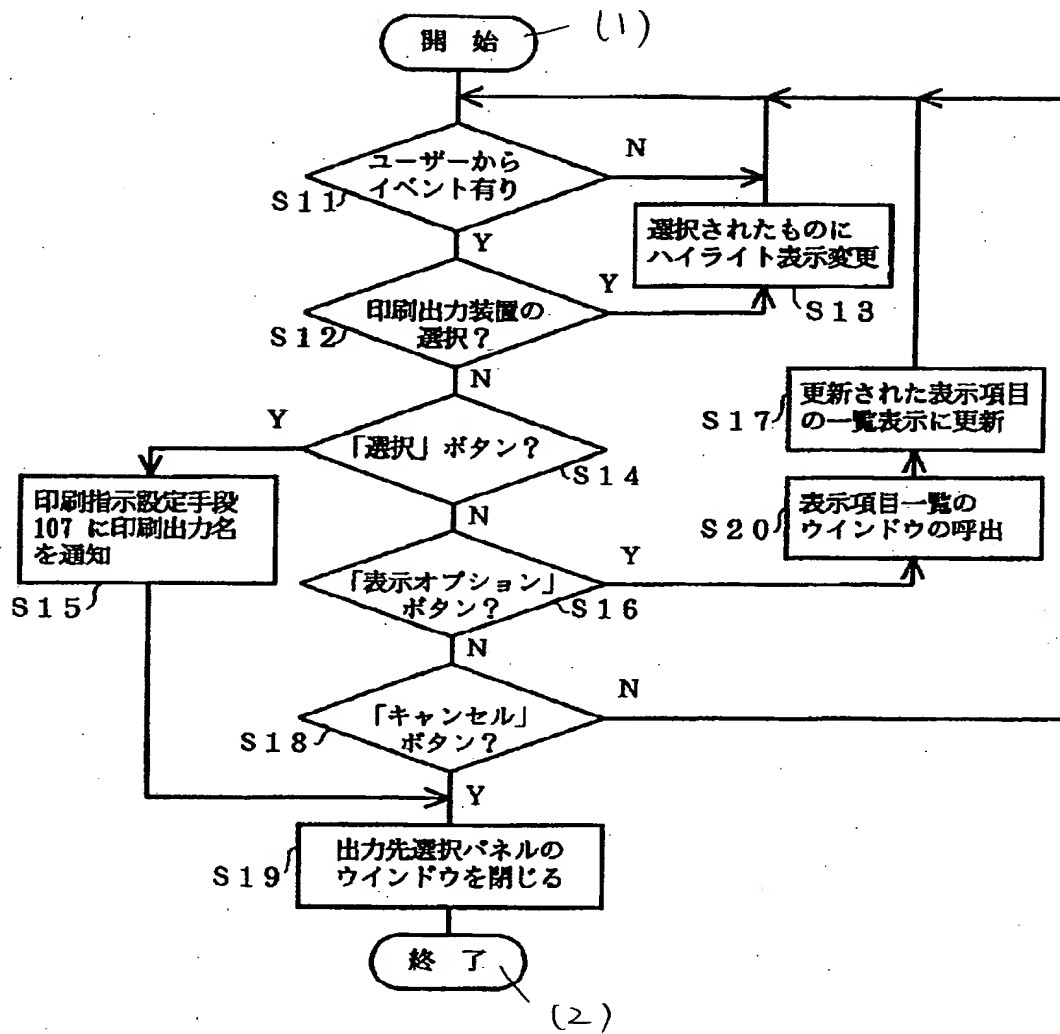 開 始
(1)
ユーザーから
イベント有り
N
S11
Y
選択されたものに
ハイライト表示変更
S13
印刷出力装置の
選択？
Y
S12
N
更新された表示項目
の一覧表示に更新
S17
「選択」ボタン？
Y
S14
N
印刷指示設定手段
107 に印刷出力名
を通知
S15
表示項目一覧の
ウインドウの呼出
S20
「表示オプション」
ボタン？
Y
S16
N
「キャンセル」
ボタン？
N
S18
Y
出力先選択パネルの
ウインドウを閉じる
S19
終 了
(2)